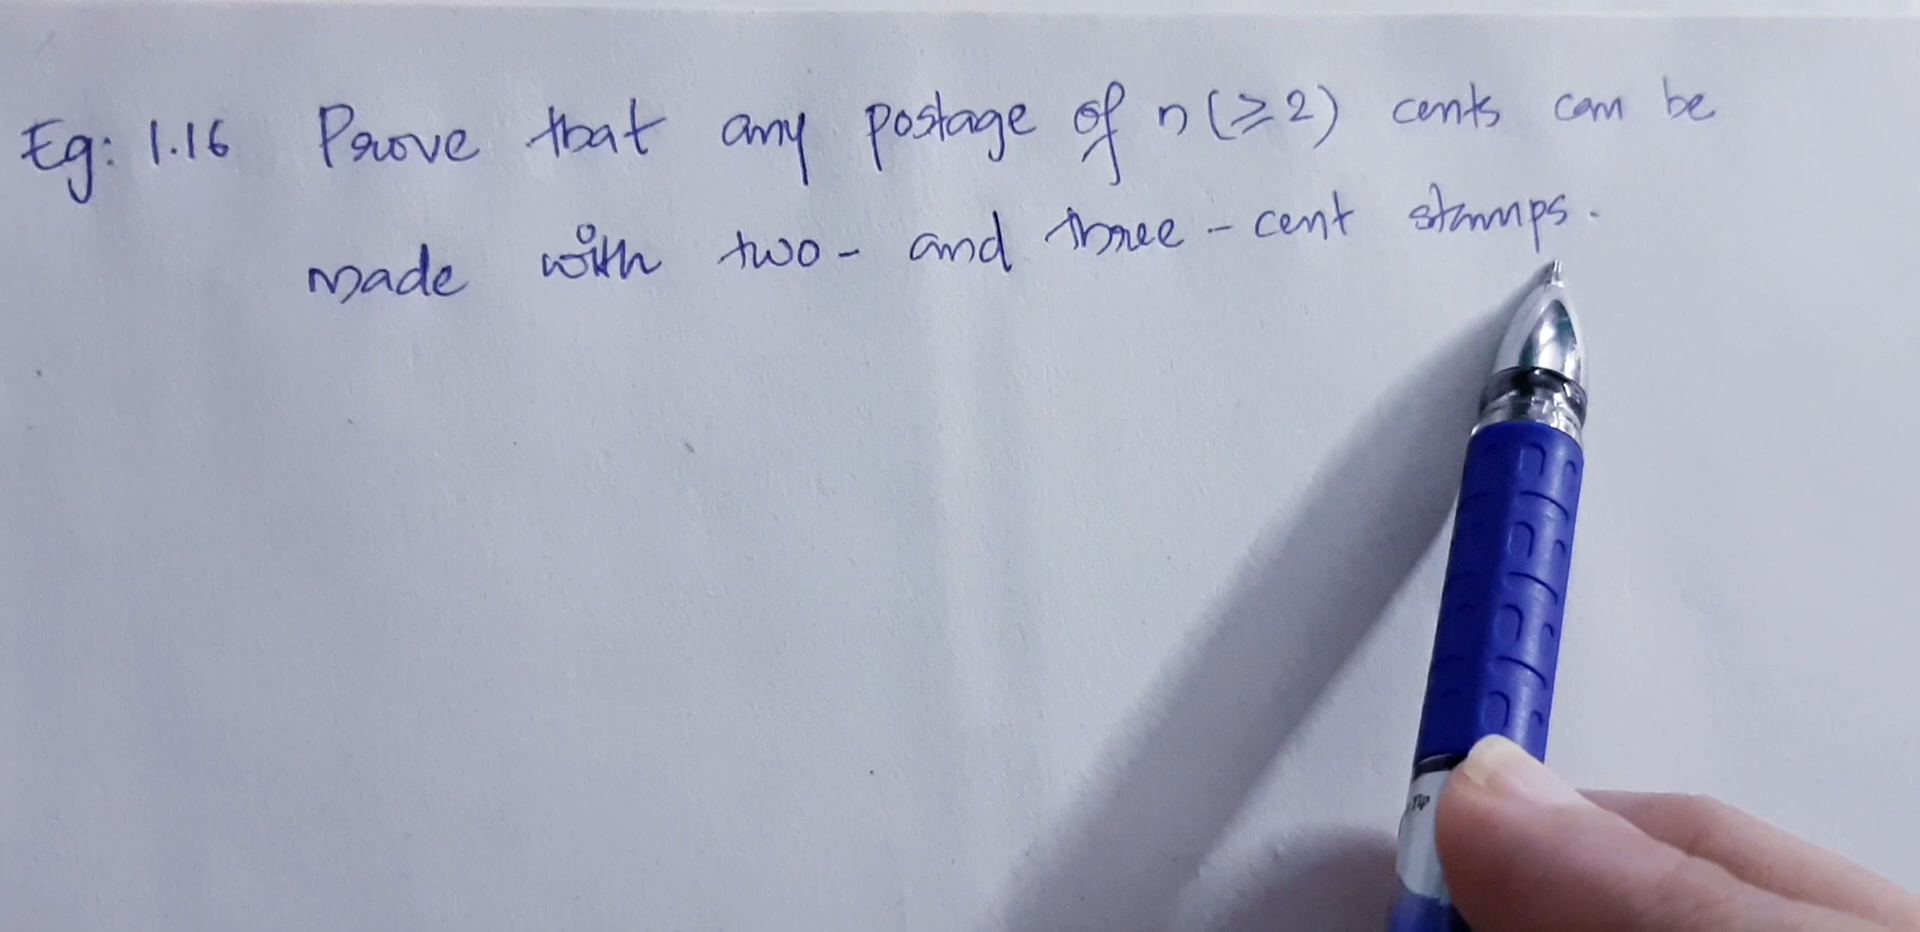 Eg: 1.16 Prove that any postage of n (≥2) cents can be
made with two- and three-cent stamps.
Tip